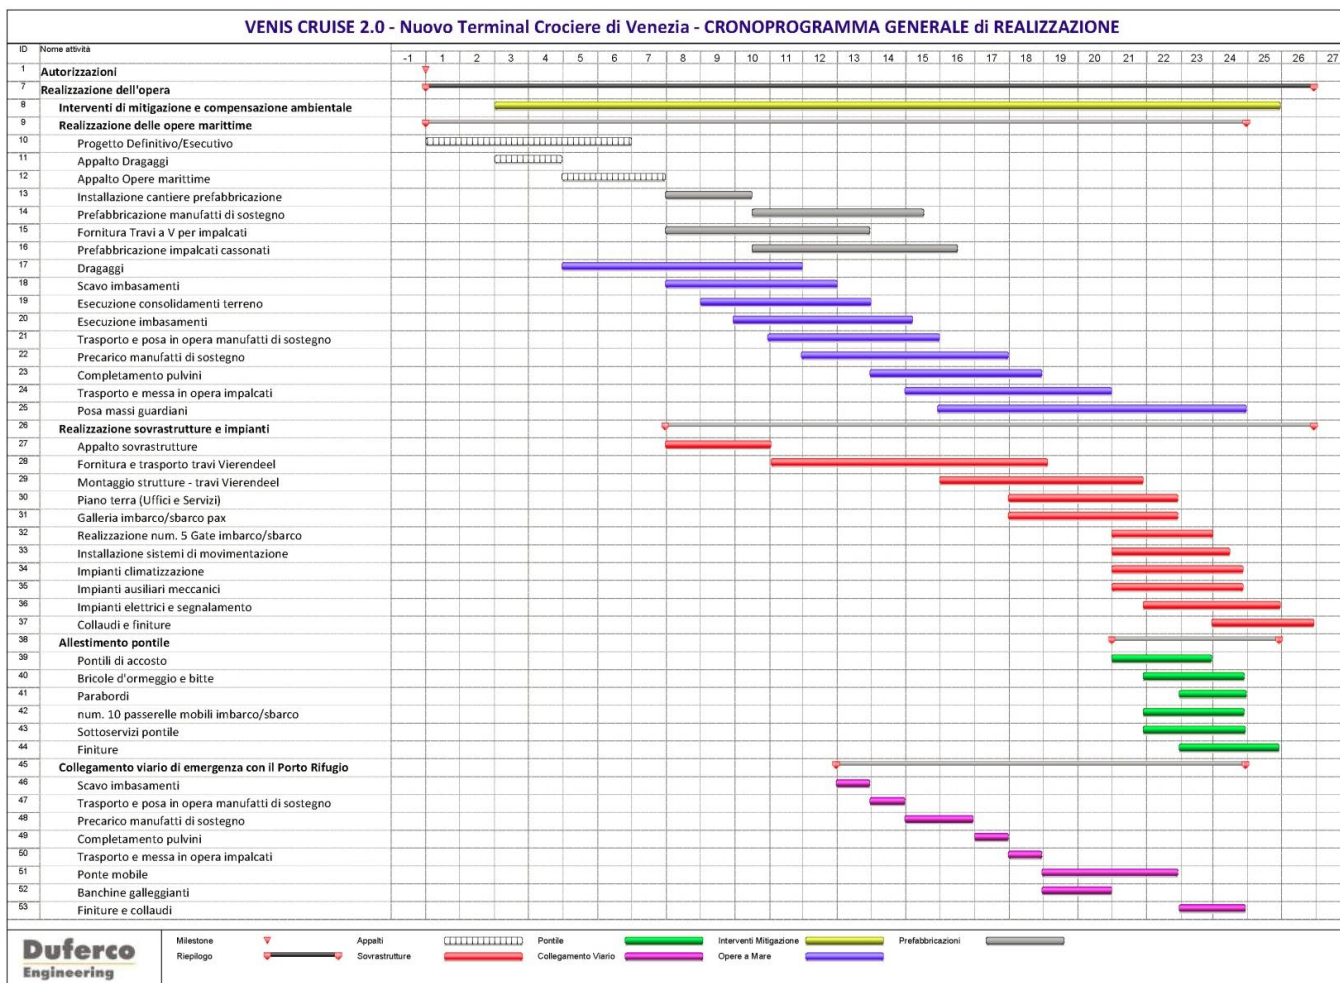 VENIS CRUISE 2.0 - Nuovo Terminal Crociere di Venezia - CRONOPROGRAMMA GENERALE di REALIZZAZIONE
ID Nome attività -1 1 2 3 4 5 6 7 8 9 10 11 12 13 14 15 16 17 18 19 20 21 22 23 24 25 26 27
1 Autorizzazioni
7 Realizzazione dell'opera
8 Interventi di mitigazione e compensazione ambientale
9 Realizzazione delle opere marittime
10 Progetto Definitivo/Esecutivo
11 Appalto Dragaggi
12 Appalto Opere marittime
13 Installazione cantiere prefabbricazione
14 Prefabbricazione manufatti di sostegno
15 Fornitura Travi a V per impalcati
16 Prefabbricazione impalcati cassonati
17 Dragaggi
18 Scavo imbasamenti
19 Esecuzione consolidamenti terreno
20 Esecuzione imbasamenti
21 Trasporto e posa in opera manufatti di sostegno
22 Precarico manufatti di sostegno
23 Completamento pulvini
24 Trasporto e messa in opera impalcati
25 Posa massi guardiani
26 Realizzazione sovrastrutture e impianti
27 Appalto sovrastrutture
28 Fornitura e trasporto travi Vierendeel
29 Montaggio strutture - travi Vierendeel
30 Piano terra (Uffici e Servizi)
31 Galleria imbarco/sbarco pax
32 Realizzazione num. 5 Gate imbarco/sbarco
33 Installazione sistemi di movimentazione
34 Impianti climatizzazione
35 Impianti ausiliari meccanici
36 Impianti elettrici e segnalamento
37 Collaudi e finiture
38 Allestimento pontile
39 Pontili di accosto
40 Bricole d'ormeggio e bitte
41 Parabordi
42 num. 10 passerelle mobili imbarco/sbarco
43 Sottoservizi pontile
44 Finiture
45 Collegamento viario di emergenza con il Porto Rifugio
46 Scavo imbasamenti
47 Trasporto e posa in opera manufatti di sostegno
48 Precarico manufatti di sostegno
49 Completamento pulvini
50 Trasporto e messa in opera impalcati
51 Ponte mobile
52 Banchine galleggianti
53 Finiture e collaudi
Duferco
Engineering
Milestone Appalti Pontile Interventi Mitigazione Prefabbricazioni
Riepilogo Sovrastrutture Collegamento Viario Opere a Mare